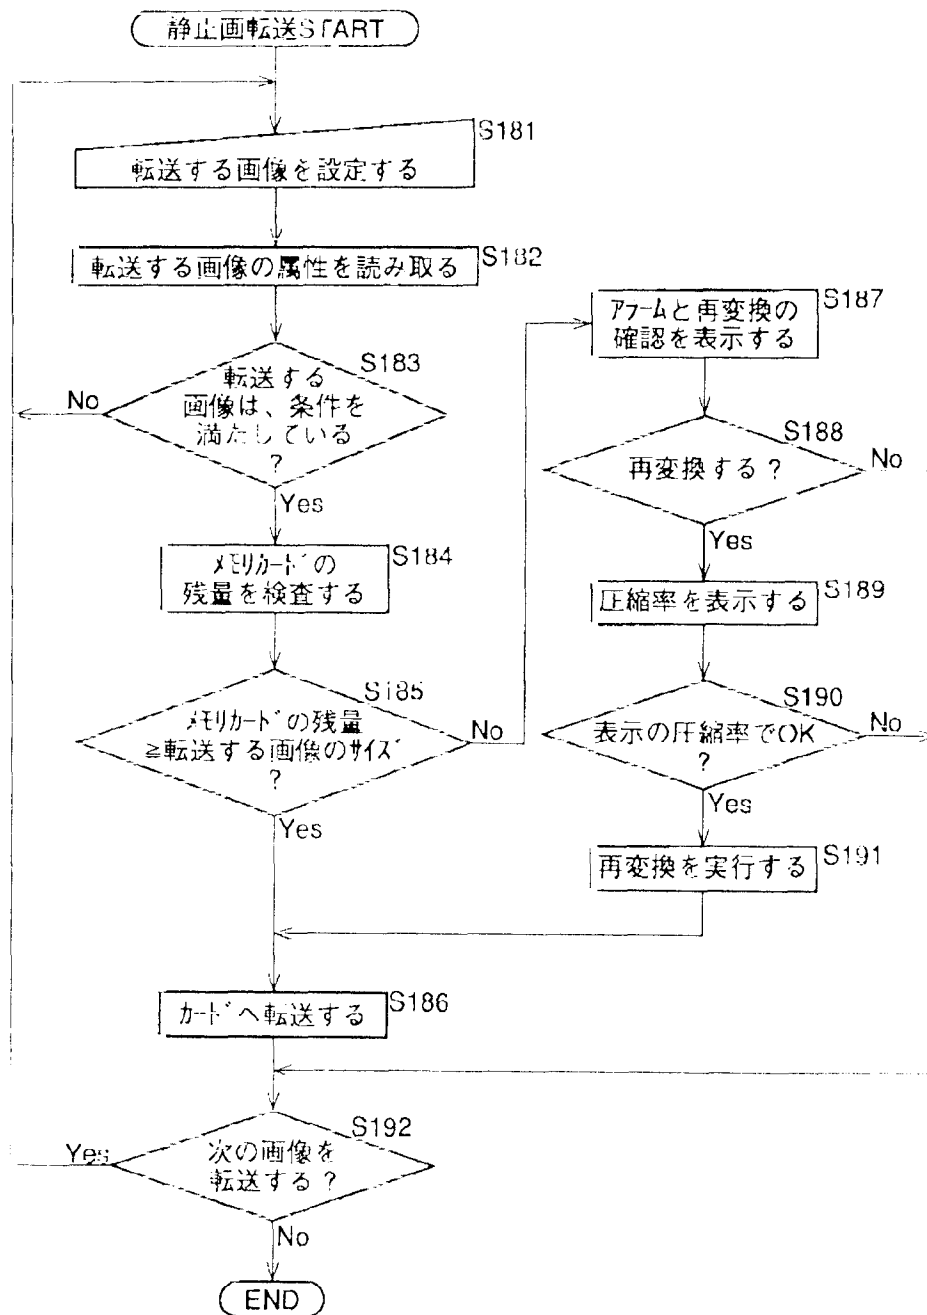 静止画転送START
S181
転送する画像を設定する
転送する画像の属性を読み取る
S182
S183
転送する
画像は、条件を
満たしている
?
No
Yes
S184
メモリカードの
残量を検査する
S185
メモリカードの残量
≧転送する画像のサイズ
?
No
Yes
S187
アラームと再変換の
確認を表示する
S188
再変換する?
No
Yes
圧縮率を表示する
S189
S190
表示の圧縮率でOK
?
No
Yes
再変換を実行する
S191
カードへ転送する
S186
S192
次の画像を
転送する?
Yes
No
END